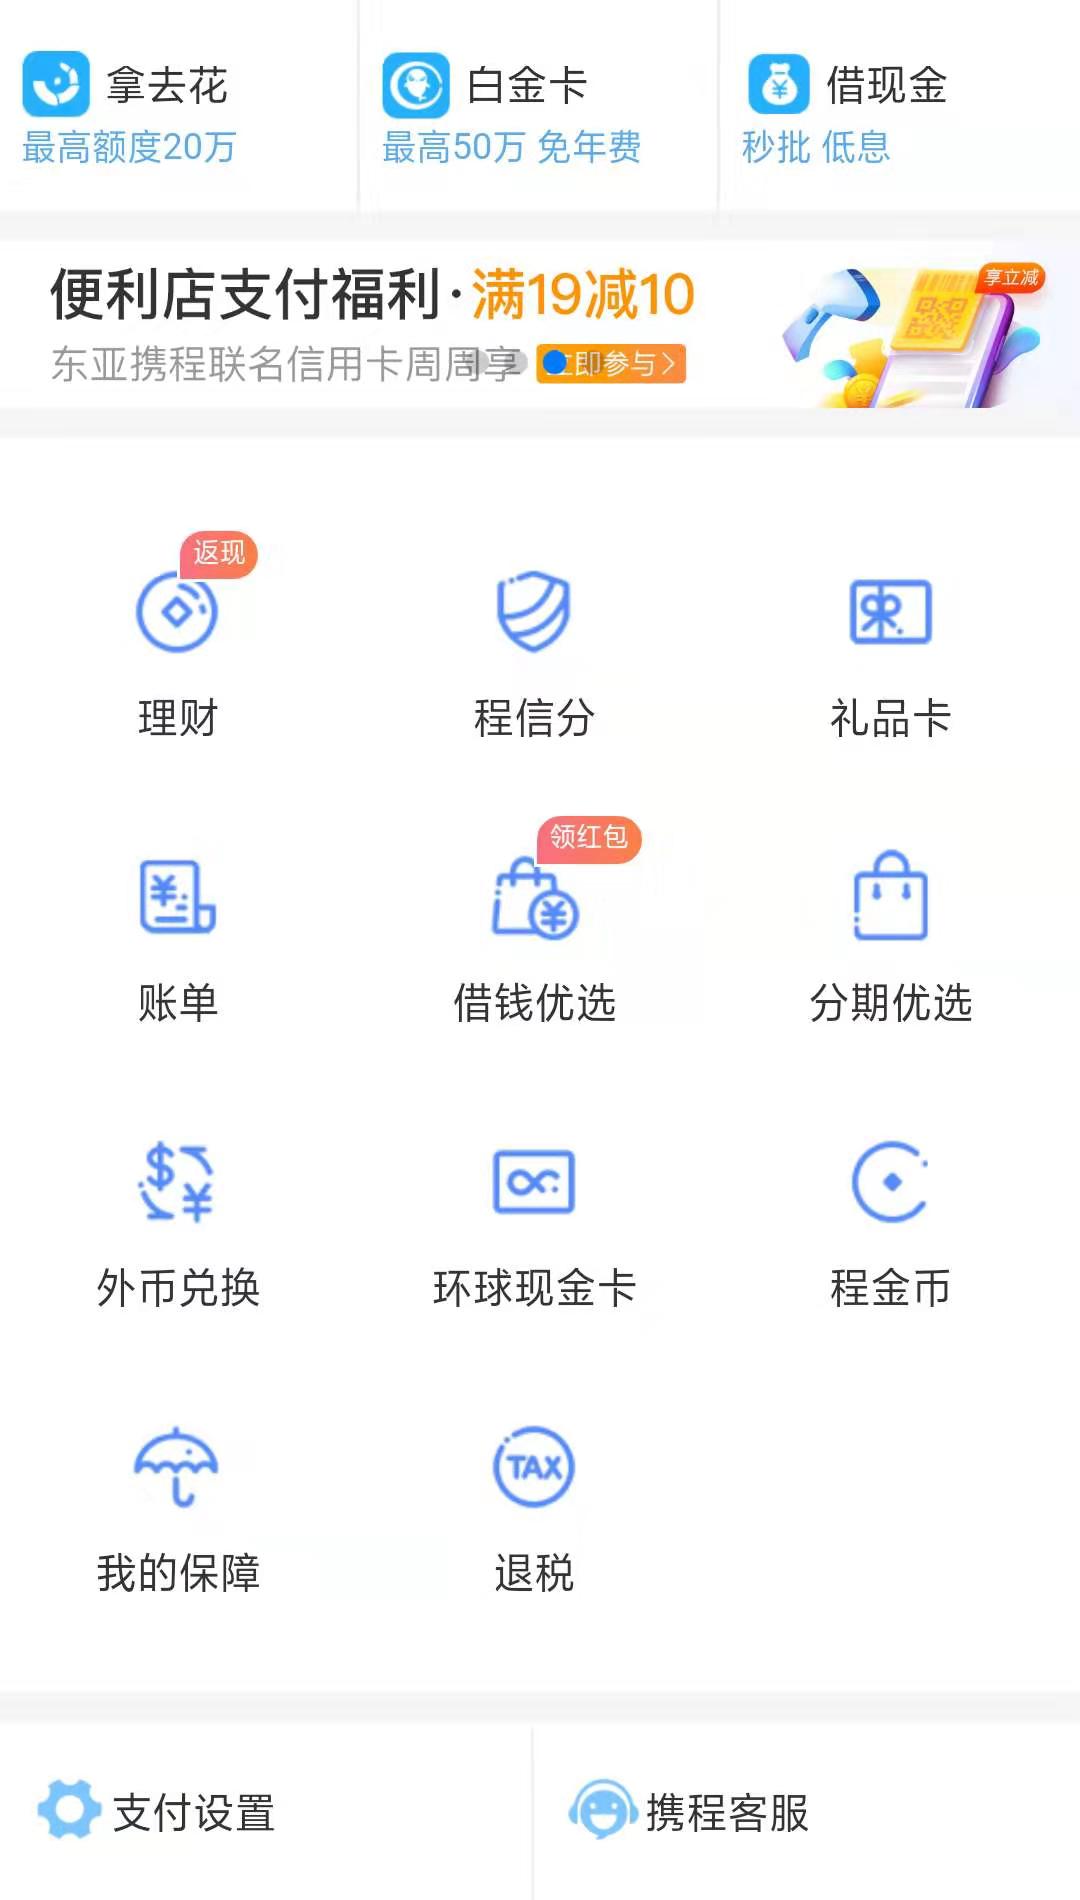 拿去花
最高额度20万
白金卡
最高50万 免年费
借现金
秒批 低息
便利店支付福利·满19减10
享立减
东亚携程联名信用卡周周享 立即参与>
返现
理财
程信分
礼品卡
领红包
账单
借钱优选
分期优选
外币兑换
环球现金卡
程金币
TAX
我的保障
退税
支付设置
携程客服